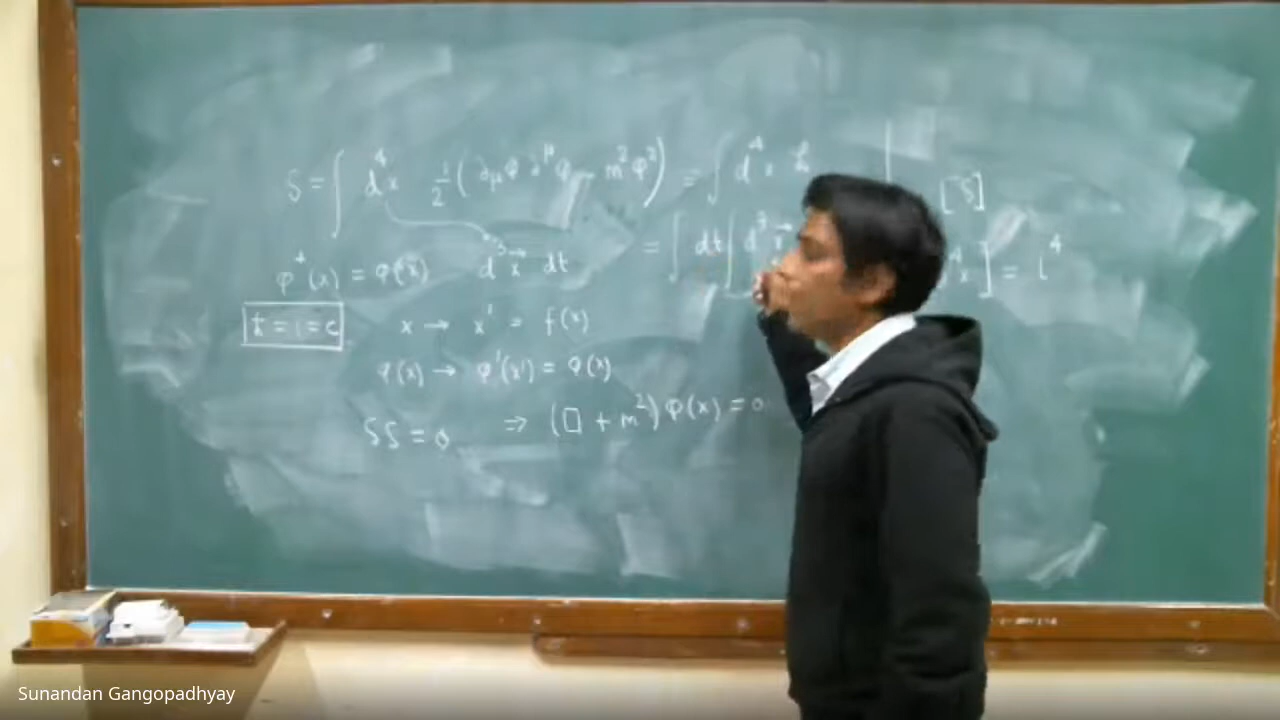 S = ∫ d⁴x ½ (∂μφ ∂^μφ - m²φ²) = ∫ d⁴x ℒ
[S]
= ∫ dt ∫ d³x⃗
d³x⃗ dt
φ⁺(x) = φ(x)
] = L⁴
ħ = 1 = c
x → x' = f(x)
φ(x) → φ'(x') = φ(x)
δS = 0 ⇒ (□ + m²) φ(x) = 0
Sunandan Gangopadhyay